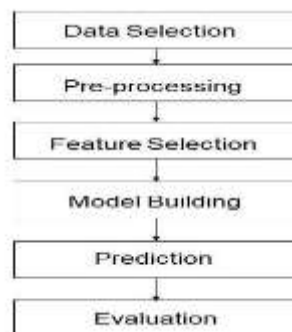 Data Selection
Pre-processing
Feature Selection
Model Building
Prediction
Evaluation